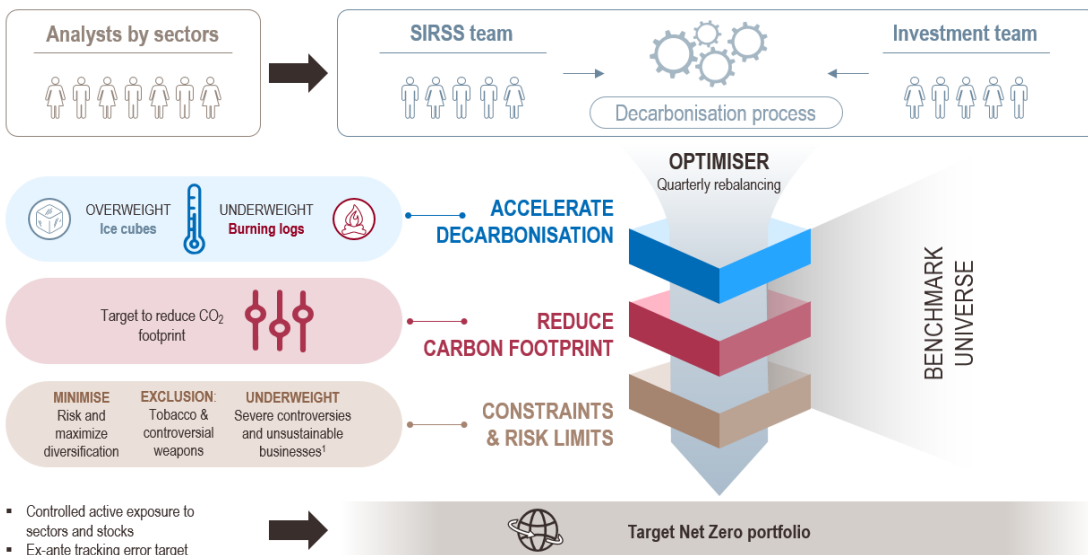 Analysts by sectors
SIRSS team
Investment team
Decarbonisation process
OPTIMISER
Quarterly rebalancing
OVERWEIGHT
Ice cubes
UNDERWEIGHT
Burning logs
ACCELERATE
DECARBONISATION
Target to reduce CO₂
footprint
REDUCE
CARBON FOOTPRINT
MINIMISE
Risk and
maximize
diversification
EXCLUSION:
Tobacco &
controversial
weapons
UNDERWEIGHT
Severe controversies
and unsustainable
businesses¹
CONSTRAINTS
& RISK LIMITS
BENCHMARK
UNIVERSE
▪ Controlled active exposure to
sectors and stocks
▪ Ex-ante tracking error target
Target Net Zero portfolio